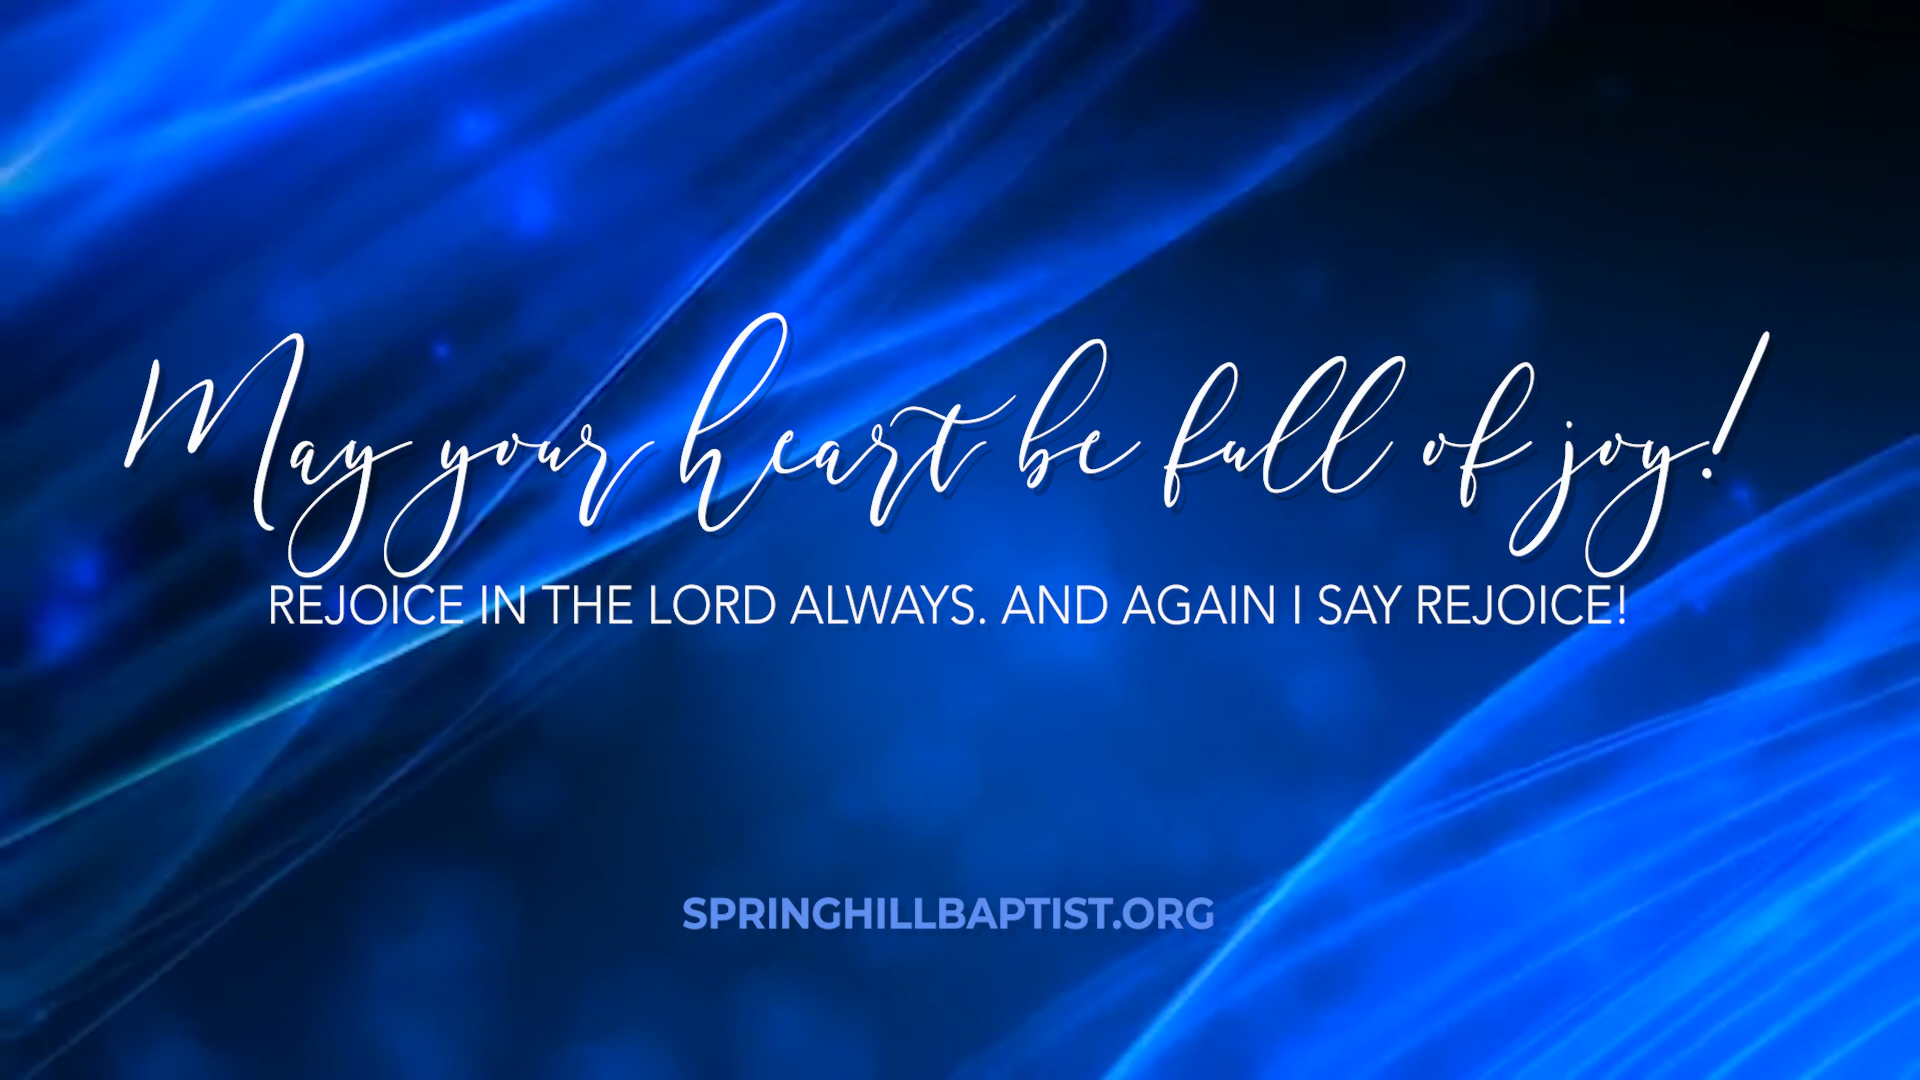 May your heart be full of joy!
REJOICE IN THE LORD ALWAYS. AND AGAIN I SAY REJOICE!
SPRINGHILLBAPTIST.ORG